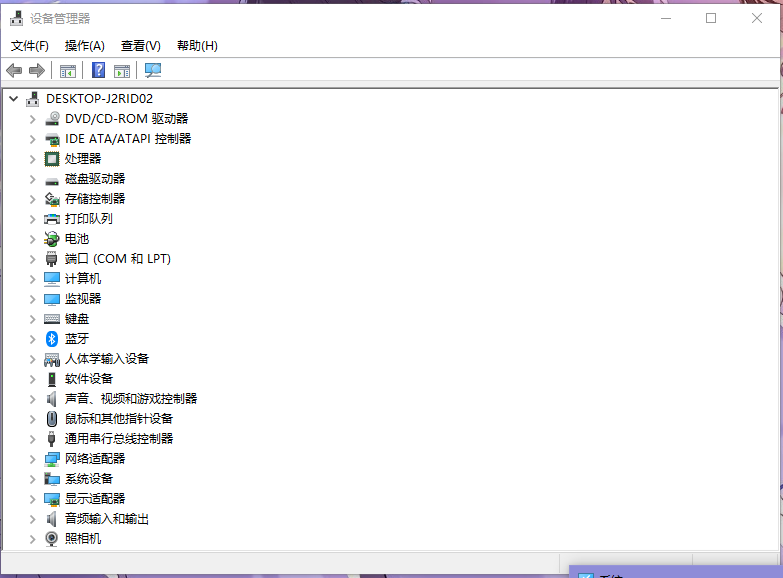 设备管理器
文件(F) 操作(A) 查看(V) 帮助(H)
DESKTOP-J2RID02
DVD/CD-ROM 驱动器
IDE ATA/ATAPI 控制器
处理器
磁盘驱动器
存储控制器
打印队列
电池
端口 (COM 和 LPT)
计算机
监视器
键盘
蓝牙
人体学输入设备
软件设备
声音、视频和游戏控制器
鼠标和其他指针设备
通用串行总线控制器
网络适配器
系统设备
显示适配器
音频输入和输出
照相机